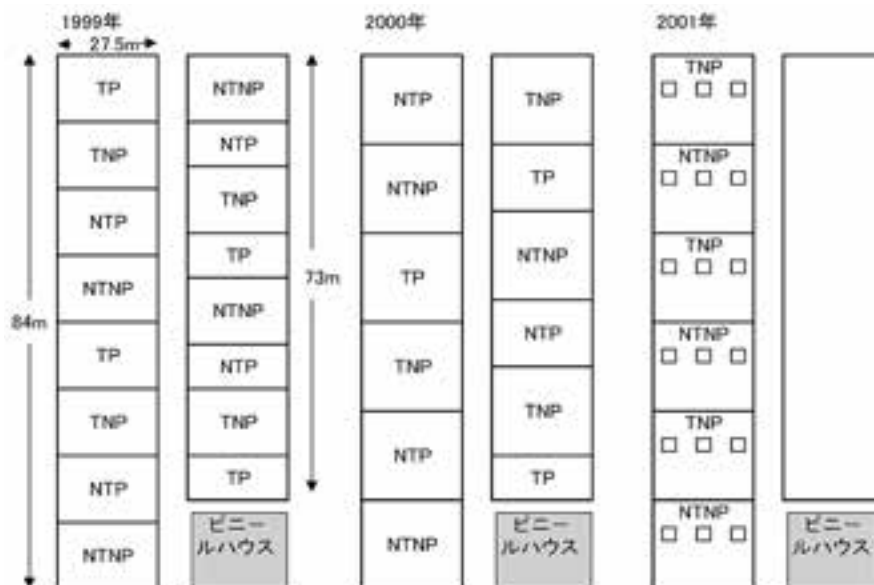 1999年
27.5m
84m
TP
TNP
NTP
NTNP
TP
TNP
NTP
NTNP
NTNP
NTP
TNP
TP
NTNP
NTP
TNP
TP
73m
ビニー
ルハウス
2000年
NTP
NTNP
TP
TNP
NTP
NTNP
TNP
TP
NTNP
NTP
TNP
TP
ビニー
ルハウス
2001年
TNP
NTNP
TNP
NTNP
TNP
NTNP
ビニー
ルハウス